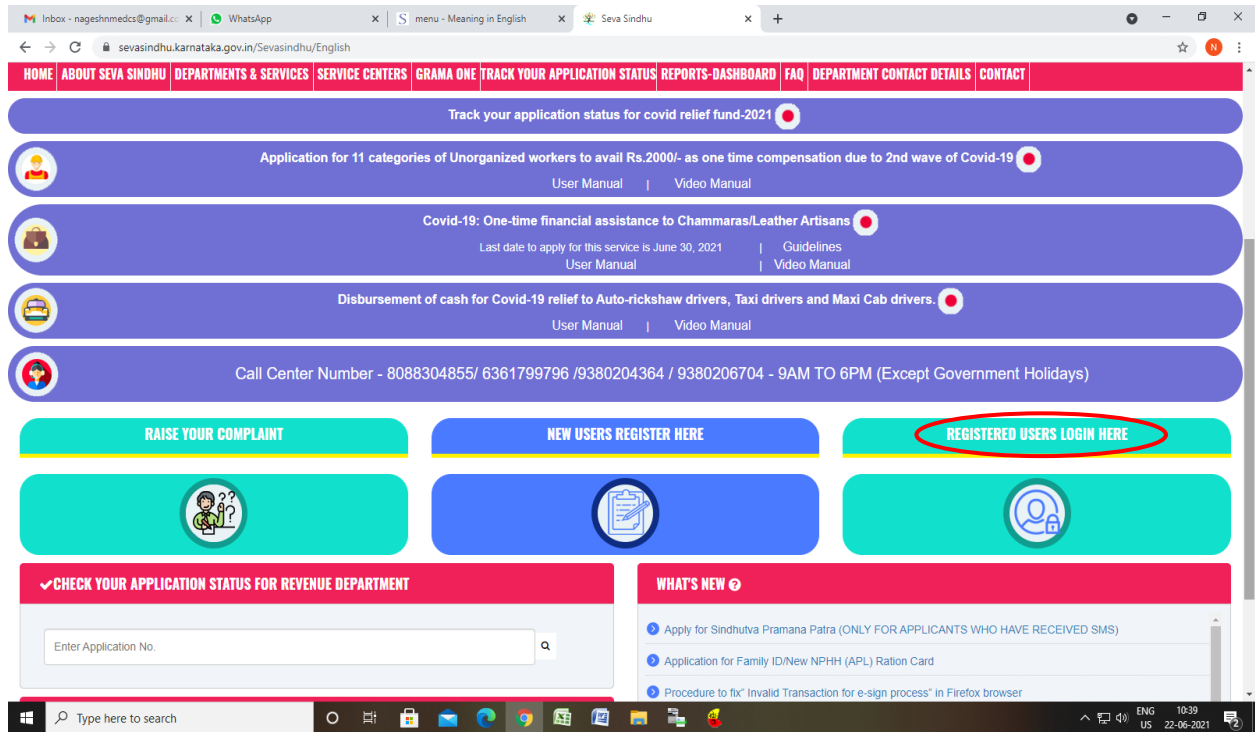 Inbox - nageshnmedcs@gmail.co
WhatsApp
S menu - Meaning in English
Seva Sindhu
sevasindhu.karnataka.gov.in/Sevasindhu/English
N
HOME ABOUT SEVA SINDHU DEPARTMENTS & SERVICES SERVICE CENTERS GRAMA ONE TRACK YOUR APPLICATION STATUS REPORTS-DASHBOARD FAQ DEPARTMENT CONTACT DETAILS CONTACT
Track your application status for covid relief fund-2021
Application for 11 categories of Unorganized workers to avail Rs.2000/- as one time compensation due to 2nd wave of Covid-19
User Manual | Video Manual
Covid-19: One-time financial assistance to Chammaras/Leather Artisans
Last date to apply for this service is June 30, 2021 | Guidelines
User Manual | Video Manual
Disbursement of cash for Covid-19 relief to Auto-rickshaw drivers, Taxi drivers and Maxi Cab drivers.
User Manual | Video Manual
Call Center Number - 8088304855/ 6361799796 /9380204364 / 9380206704 - 9AM TO 6PM (Except Government Holidays)
RAISE YOUR COMPLAINT
NEW USERS REGISTER HERE
REGISTERED USERS LOGIN HERE
CHECK YOUR APPLICATION STATUS FOR REVENUE DEPARTMENT
Enter Application No.
WHAT'S NEW
Apply for Sindhutva Pramana Patra (ONLY FOR APPLICANTS WHO HAVE RECEIVED SMS)
Application for Family ID/New NPHH (APL) Ration Card
Procedure to fix" Invalid Transaction for e-sign process" in Firefox browser
Type here to search
ENG 10:39
US 22-06-2021
2